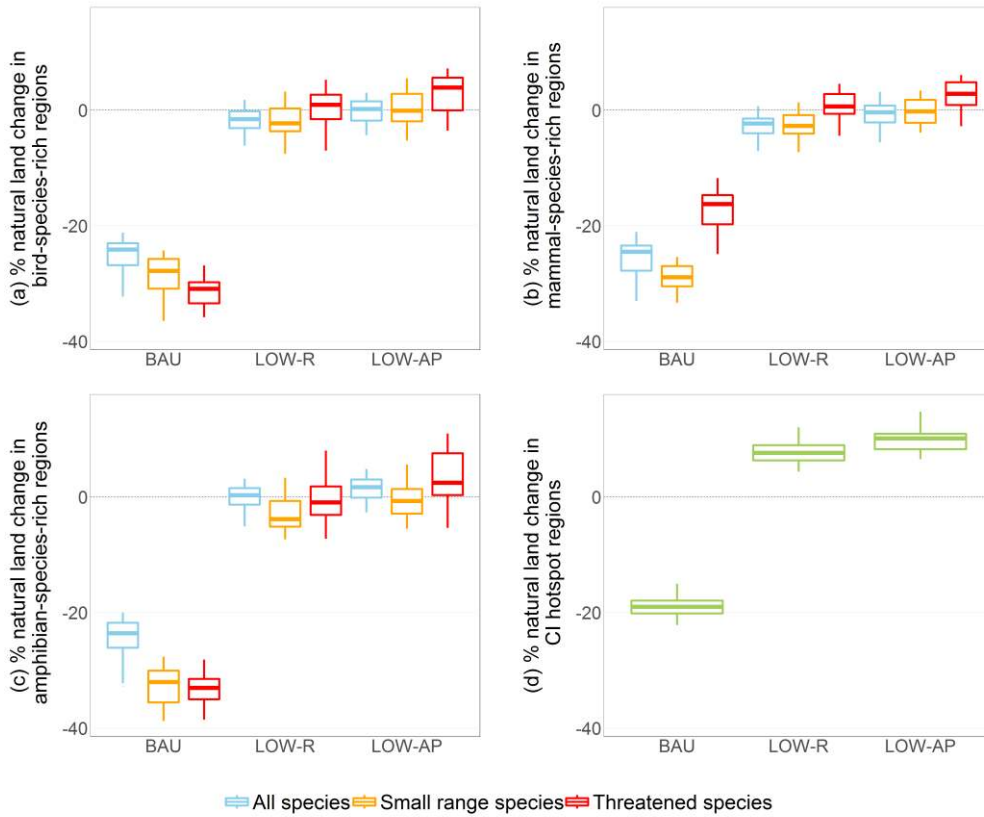 (a) % natural land change in
bird-species-rich regions
0
-20
-40
BAU LOW-R LOW-AP
(b) % natural land change in
mammal-species-rich regions
0
-20
-40
BAU LOW-R LOW-AP
(c) % natural land change in
amphibian-species-rich regions
0
-20
-40
BAU LOW-R LOW-AP
(d) % natural land change in
CI hotspot regions
0
-20
-40
BAU LOW-R LOW-AP
All species Small range species Threatened species